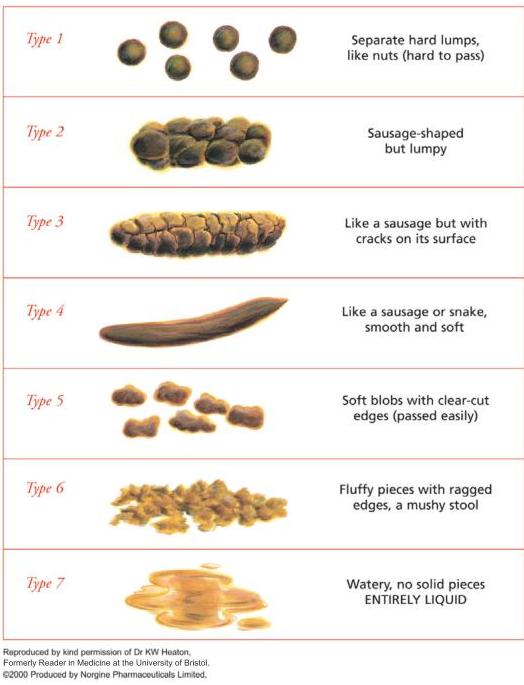 Type 1
Separate hard lumps,
like nuts (hard to pass)
Type 2
Sausage-shaped
but lumpy
Type 3
Like a sausage but with
cracks on its surface
Type 4
Like a sausage or snake,
smooth and soft
Type 5
Soft blobs with clear-cut
edges (passed easily)
Type 6
Fluffy pieces with ragged
edges, a mushy stool
Type 7
Watery, no solid pieces
ENTIRELY LIQUID
Reproduced by kind permission of Dr KW Heaton,
Formerly Reader in Medicine at the University of Bristol.
©2000 Produced by Norgine Pharmaceuticals Limited,